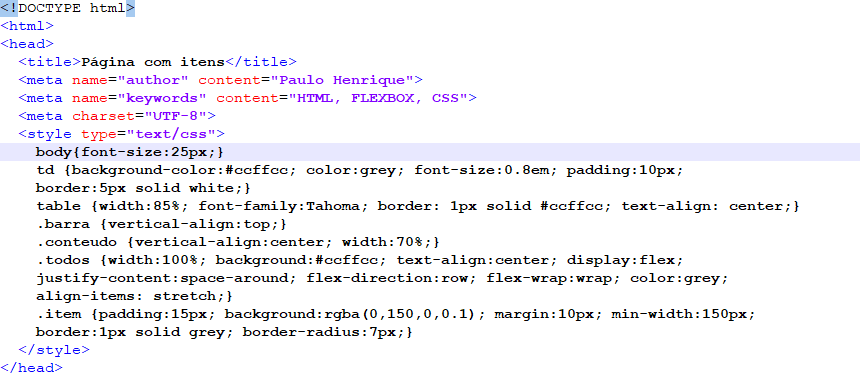 <!DOCTYPE html>
<html>
<head>
<title>Página com itens</title>
<meta name="author" content="Paulo Henrique">
<meta name="keywords" content="HTML, FLEXBOX, CSS">
<meta charset="UTF-8">
<style type="text/css">
body{font-size:25px;}
td {background-color:#ccffcc; color:grey; font-size:0.8em; padding:10px;
border:5px solid white;}
table {width:85%; font-family:Tahoma; border: 1px solid #ccffcc; text-align: center;}
.barra {vertical-align:top;}
.conteudo {vertical-align:center; width:70%;}
.todos {width:100%; background:#ccffcc; text-align:center; display:flex;
justify-content:space-around; flex-direction:row; flex-wrap:wrap; color:grey;
align-items: stretch;}
.item {padding:15px; background:rgba(0,150,0,0.1); margin:10px; min-width:150px;
border:1px solid grey; border-radius:7px;}
</style>
</head>